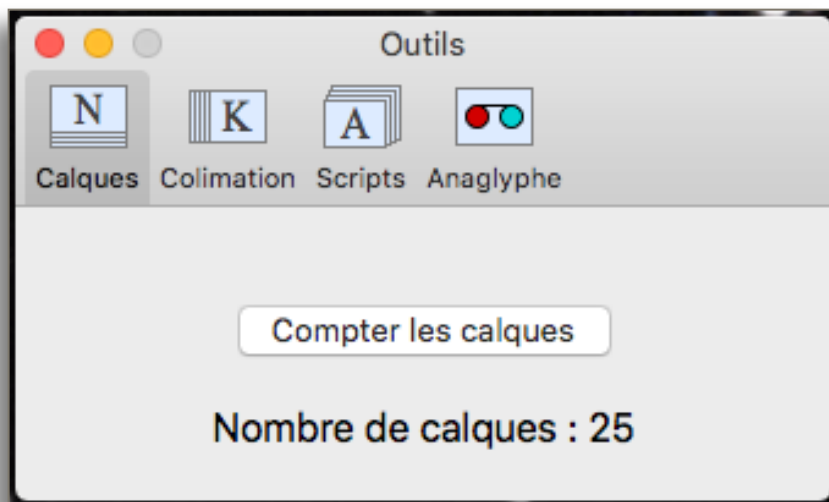 Outils
N K A
Calques Colimation Scripts Anaglyphe
Compter les calques
Nombre de calques : 25